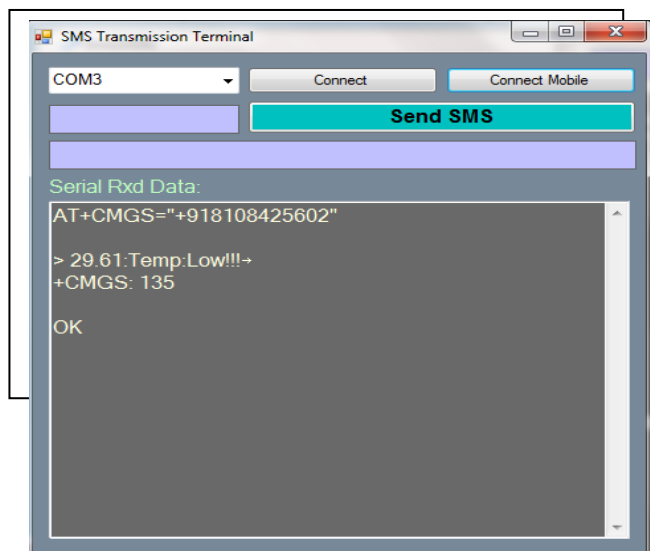 SMS Transmission Terminal
COM3 Connect Connect Mobile
Send SMS
Serial Rxd Data:
AT+CMGS="+918108425602"
> 29.61:Temp:Low!!!→
+CMGS: 135
OK